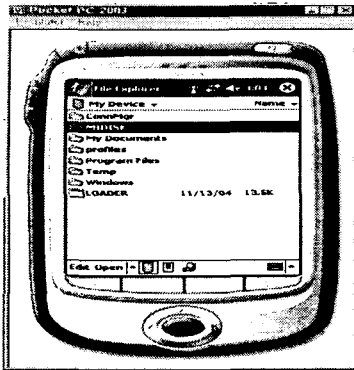 Pocket PC 2003
Help
File Explorer
My Device Name
ConnMgr
My Documents
profiles
Program Files
Temp
Windows
LOADER 11/13/04 13.5K
Edit Open